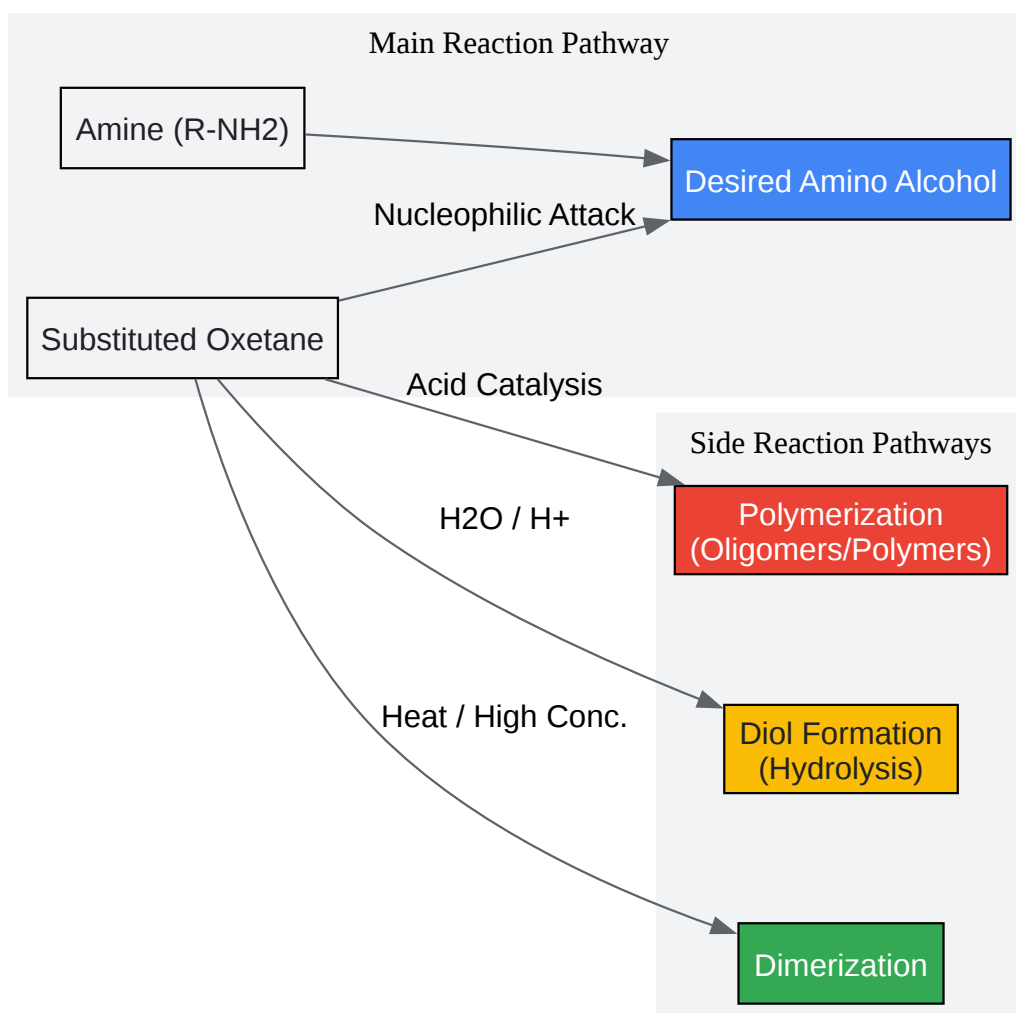 Main Reaction Pathway
Amine (R-NH2)
Desired Amino Alcohol
Nucleophilic Attack
Substituted Oxetane
Acid Catalysis
Side Reaction Pathways
Polymerization
(Oligomers/Polymers)
H2O / H+
Heat / High Conc.
Diol Formation
(Hydrolysis)
Dimerization